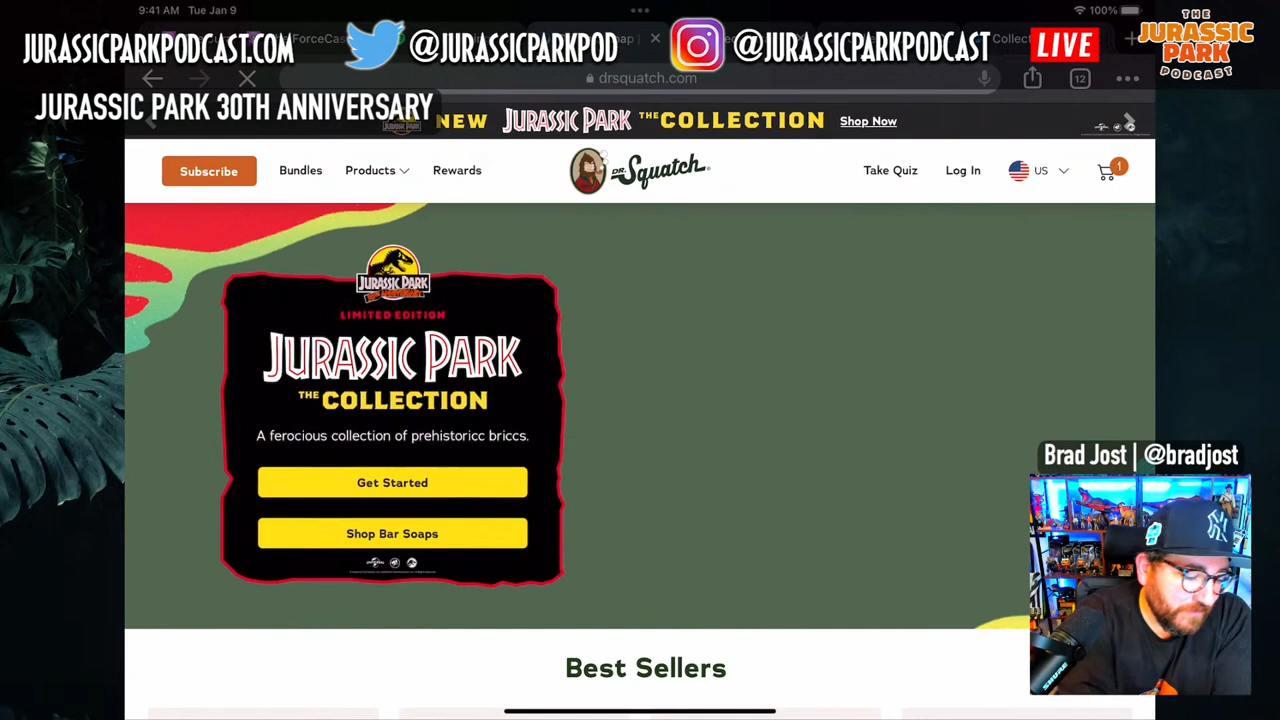 9:41 AM Tue Jan 9
100%
JURASSICPARKPODCAST.COM
@JURASSICPARKPOD
@JURASSICPARKPODCAST
LIVE
THE
JURASSIC
PARK
PODCAST
drsquatch.com
12
JURASSIC PARK 30TH ANNIVERSARY
NEW JURASSIC PARK THE COLLECTION Shop Now
Subscribe
Bundles
Products
Rewards
DR. Squatch
Take Quiz
Log In
US
1
JURASSIC PARK
LIMITED EDITION
JURASSIC PARK
THE COLLECTION
A ferocious collection of prehistoricc briccs.
Get Started
Shop Bar Soaps
Brad Jost | @bradjost
SHURE
Best Sellers